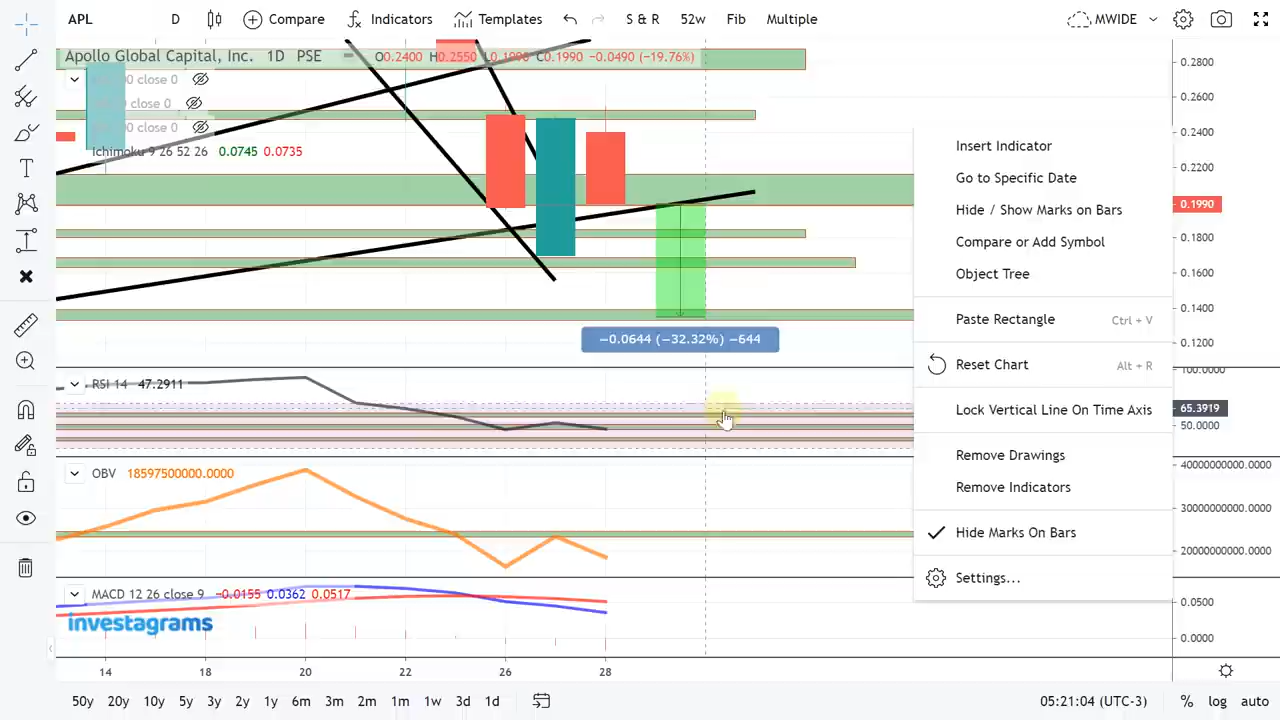 APL D Compare Indicators Templates S & R 52w Fib Multiple MWIDE
Apollo Global Capital, Inc. 1D PSE O0.2400 H0.2550 L0.1990 C0.1990 -0.0490 (-19.76%)
00 close 0
00 close 0
00 close 0
Ichimoku 9 26 52 26 0.0745 0.0735
0.2800
0.2600
0.2400
0.2200
0.1990
0.1800
0.1600
0.1400
0.1200
−0.0644 (−32.32%) −644
Insert Indicator
Go to Specific Date
Hide / Show Marks on Bars
Compare or Add Symbol
Object Tree
Paste Rectangle Ctrl + V
Reset Chart Alt + R
Lock Vertical Line On Time Axis
Remove Drawings
Remove Indicators
Hide Marks On Bars
Settings...
RSI 14 47.2911
100.0000
65.3919
50.0000
OBV 18597500000.0000
40000000000.0000
30000000000.0000
20000000000.0000
MACD 12 26 close 9 −0.0155 0.0362 0.0517
0.0500
0.0000
investagrams
14 18 20 22 26 28
50y 20y 10y 5y 3y 2y 1y 6m 3m 2m 1m 1w 3d 1d 05:21:04 (UTC-3) % log auto